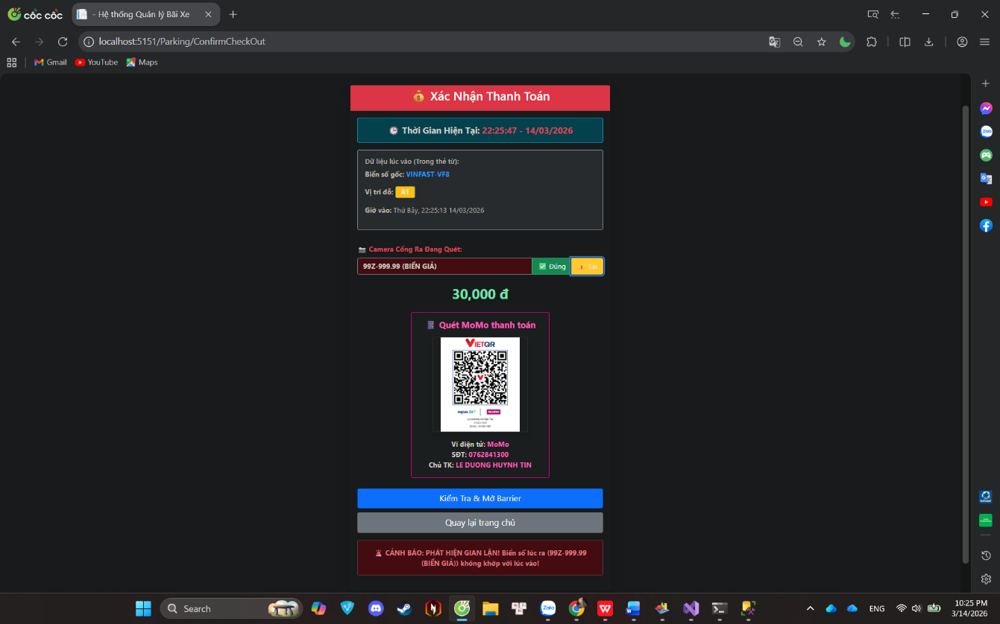 cốc cốc
- Hệ thống Quản lý Bãi Xe
localhost:5151/Parking/ConfirmCheckOut
Gmail
YouTube
Maps
Xác Nhận Thanh Toán
Thời Gian Hiện Tại: 22:25:47 - 14/03/2026
Dữ liệu lúc vào (Trong thẻ từ):
Biển số gốc: VINFAST-VF8
Vị trí đỗ: A1
Giờ vào: Thứ Bảy, 22:25:13 14/03/2026
Camera Cổng Ra Đang Quét:
99Z-999.99 (BIỂN GIẢ)
Đúng
Sai
30,000 đ
Quét MoMo thanh toán
VIETQR
napas 247
momo
LE DUONG HUYNH TIN
Ví điện tử: MoMo
SĐT: 0762841300
Chủ TK: LE DUONG HUYNH TIN
Kiểm Tra & Mở Barrier
Quay lại trang chủ
CẢNH BÁO: PHÁT HIỆN GIAN LẬN! Biển số lúc ra (99Z-999.99
(BIỂN GIẢ)) không khớp với lúc vào!
Zalo
Search
Zalo
ENG
10:25 PM
3/14/2026